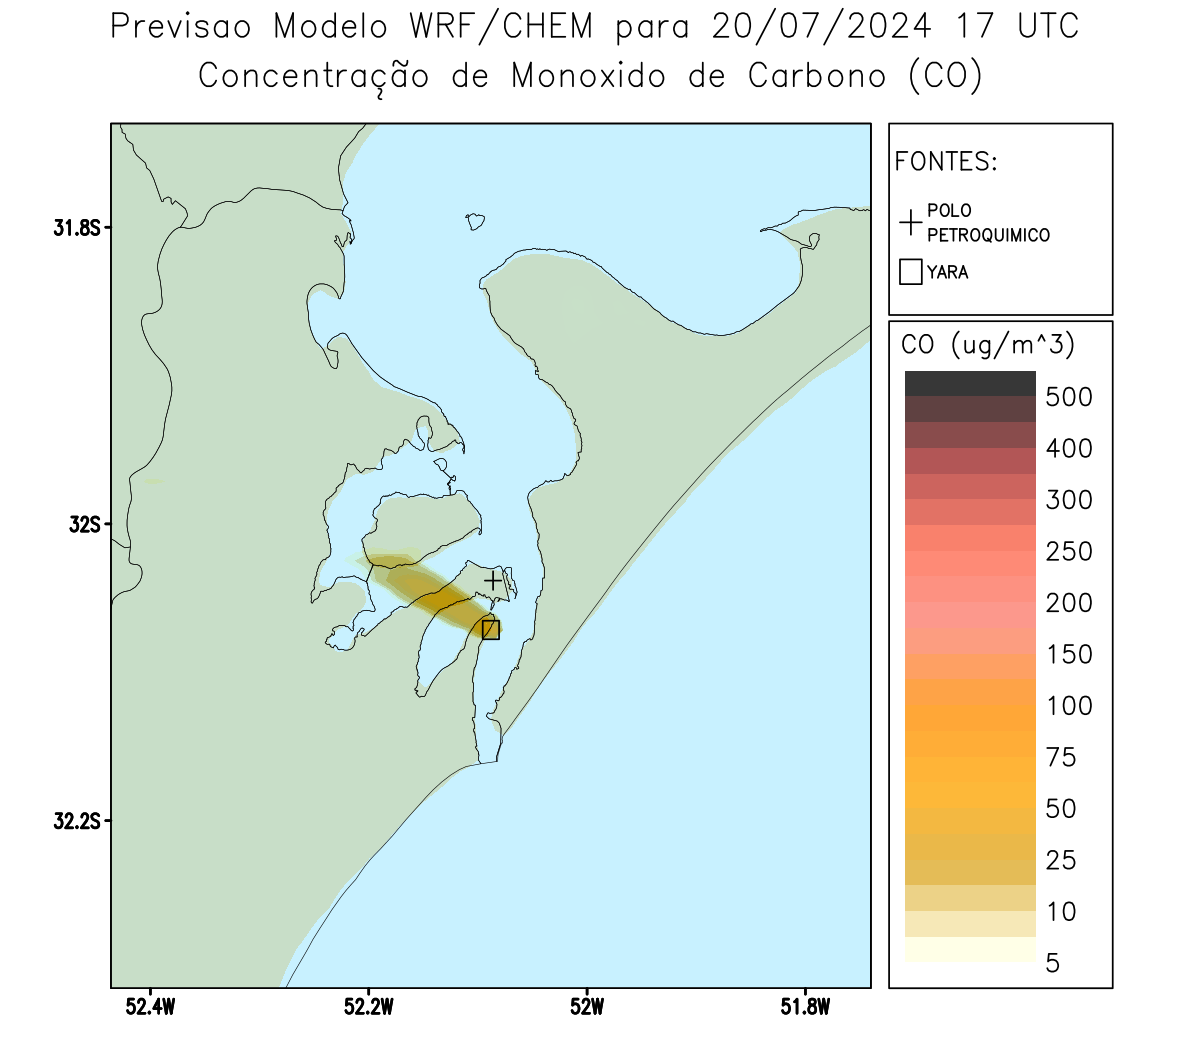 Previsao Modelo WRF/CHEM para 20/07/2024 17 UTC
Concentração de Monoxido de Carbono (CO)
FONTES:
POLO
PETROQUIMICO
YARA
CO (ug/m^3)
500
400
300
250
200
150
100
75
50
25
10
5
31.8S
32S
32.2S
52.4W
52.2W
52W
51.8W